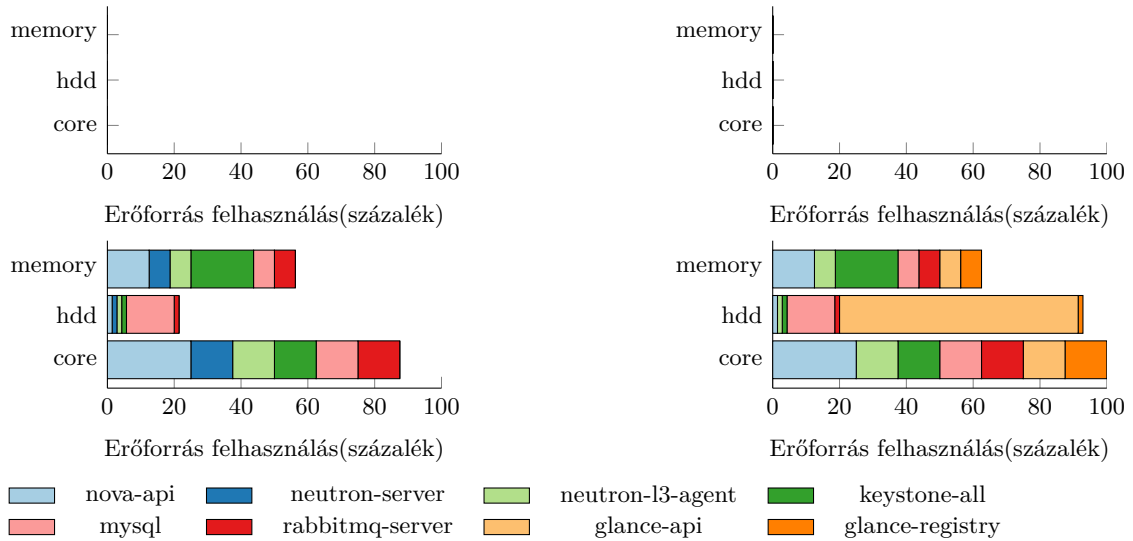 memory
hdd
core
0 20 40 60 80 100
Erőforrás felhasználás(százalék)
memory
hdd
core
0 20 40 60 80 100
Erőforrás felhasználás(százalék)
memory
hdd
core
0 20 40 60 80 100
Erőforrás felhasználás(százalék)
memory
hdd
core
0 20 40 60 80 100
Erőforrás felhasználás(százalék)
nova-api neutron-server neutron-l3-agent keystone-all
mysql rabbitmq-server glance-api glance-registry